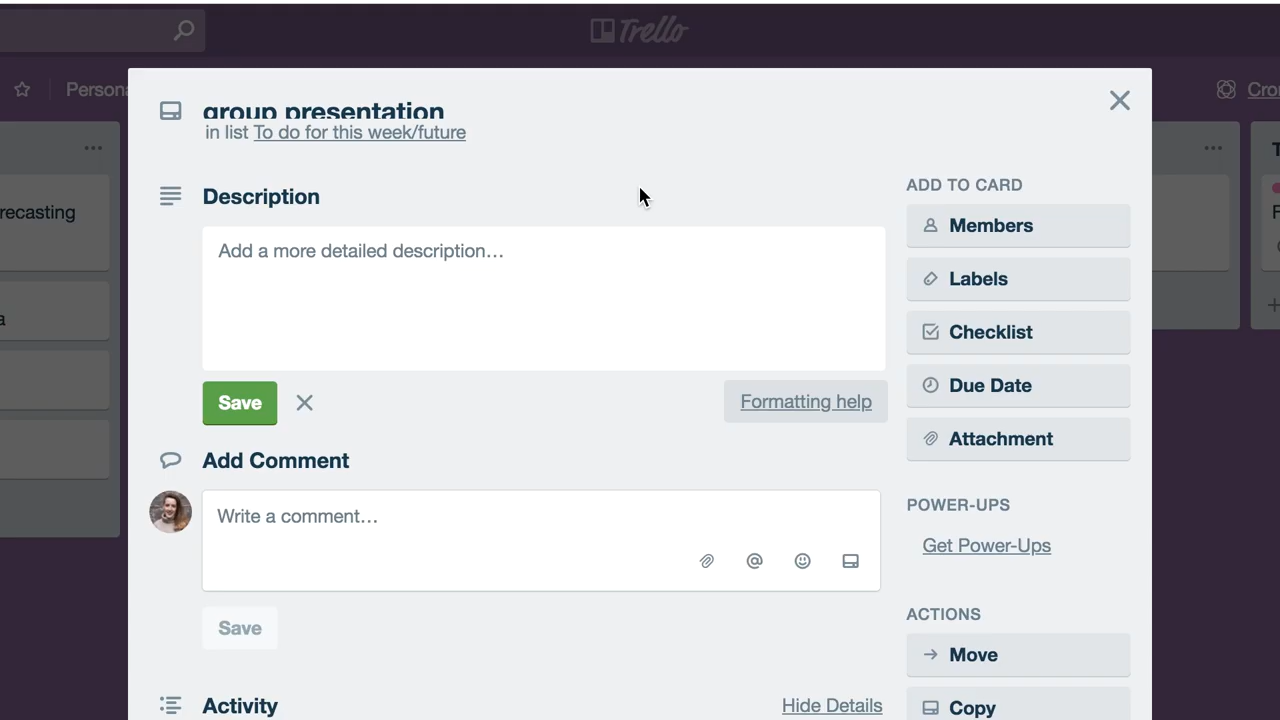 Trello
group presentation
in list To do for this week/future
Description
Add a more detailed description…
Save
Formatting help
Add Comment
Write a comment…
Save
Activity
Hide Details
ADD TO CARD
Members
Labels
Checklist
Due Date
Attachment
POWER-UPS
Get Power-Ups
ACTIONS
Move
Copy